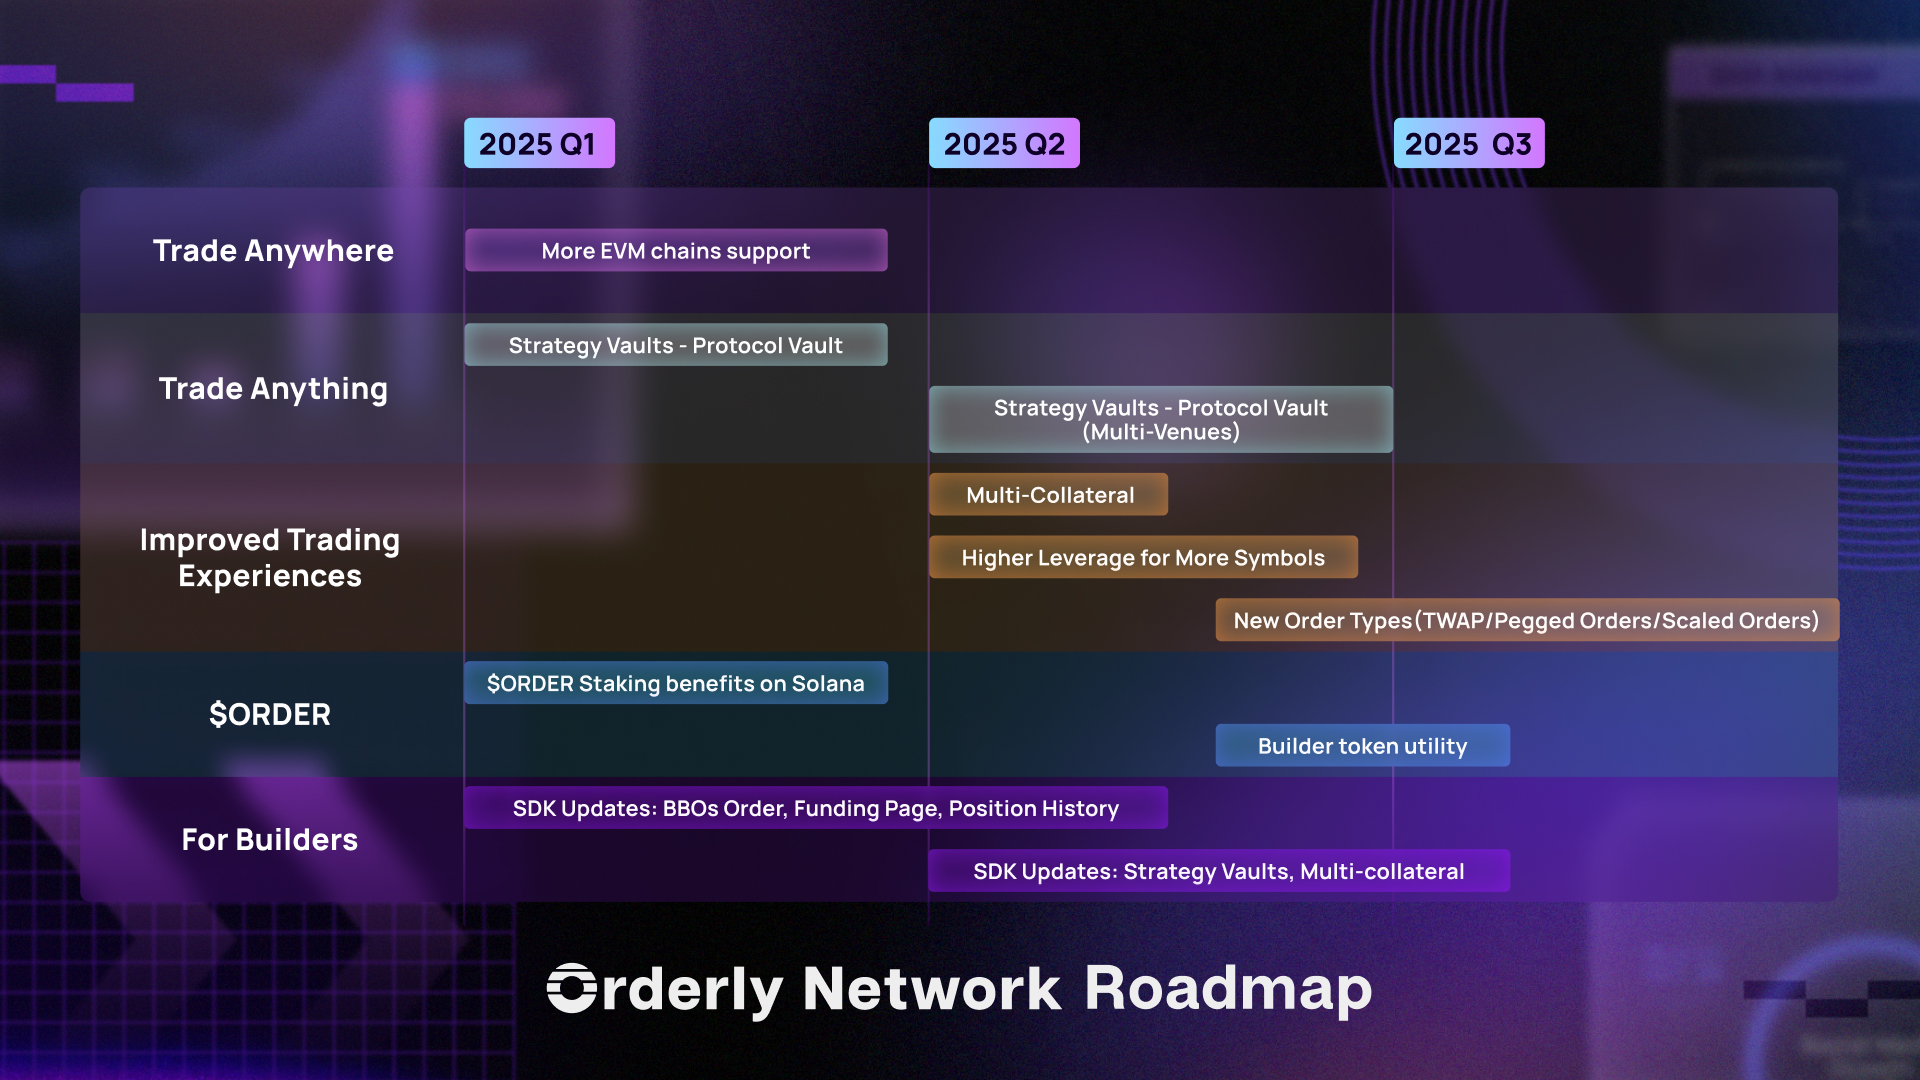 2025 Q1
2025 Q2
2025 Q3
Trade Anywhere
More EVM chains support
Trade Anything
Strategy Vaults - Protocol Vault
Strategy Vaults - Protocol Vault
(Multi-Venues)
Improved Trading
Experiences
Multi-Collateral
Higher Leverage for More Symbols
New Order Types(TWAP/Pegged Orders/Scaled Orders)
$ORDER
$ORDER Staking benefits on Solana
Builder token utility
For Builders
SDK Updates: BBOs Order, Funding Page, Position History
SDK Updates: Strategy Vaults, Multi-collateral
Orderly Network Roadmap